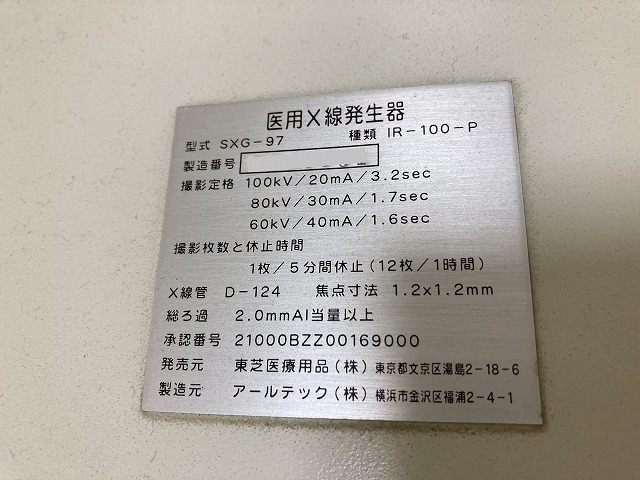 医用X線発生器
型式 SXG-97 種類 IR-100-P
製造番号
撮影定格 100kV/20mA/3.2sec
80kV/30mA/1.7sec
60kV/40mA/1.6sec
撮影枚数と休止時間
1枚/5分間休止(12枚/1時間)
X線管 D-124 焦点寸法 1.2x1.2mm
総ろ過 2.0mmAl当量以上
承認番号 21000BZZ00169000
発売元 東芝医療用品(株) 東京都文京区湯島2-18-6
製造元 アールテック(株) 横浜市金沢区福浦2-4-1